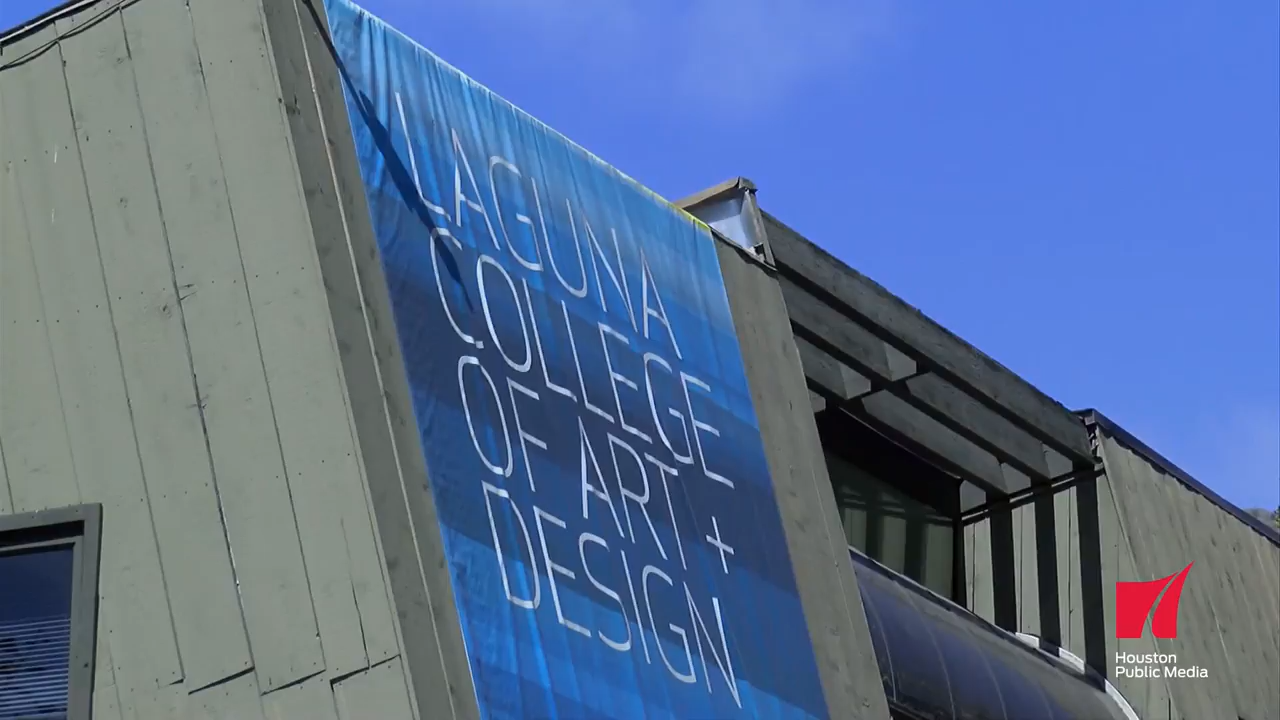 LAGUNA
COLLEGE
OF ART +
DESIGN
Houston
Public Media